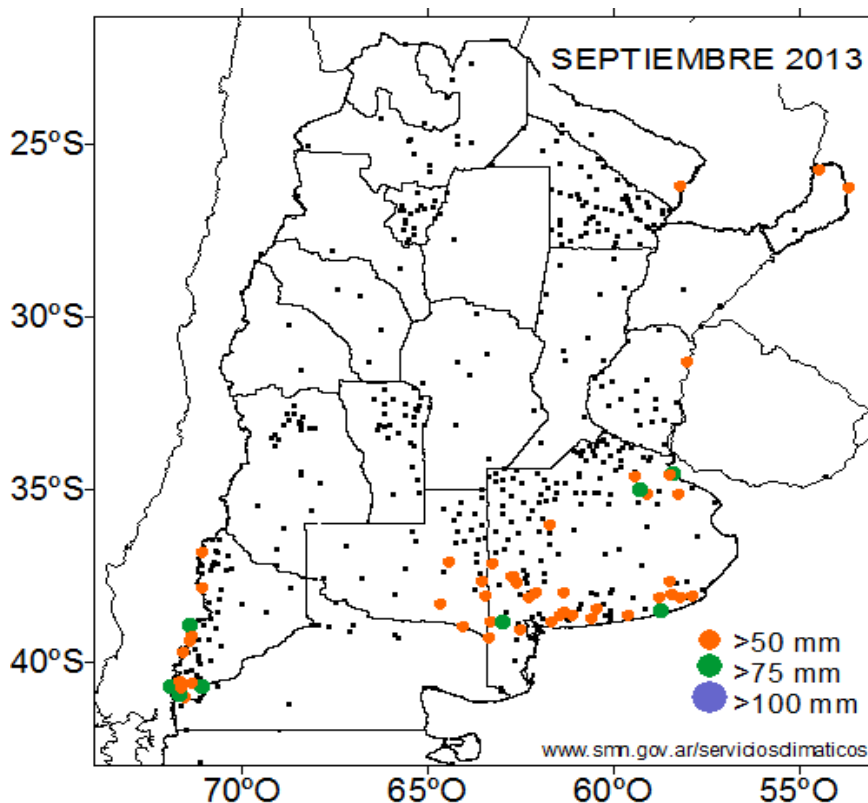 SEPTIEMBRE 2013
25ºS
30ºS
35ºS
40ºS
>50 mm
>75 mm
>100 mm
www.smn.gov.ar/serviciosclimaticos
70ºO
65ºO
60ºO
55ºO